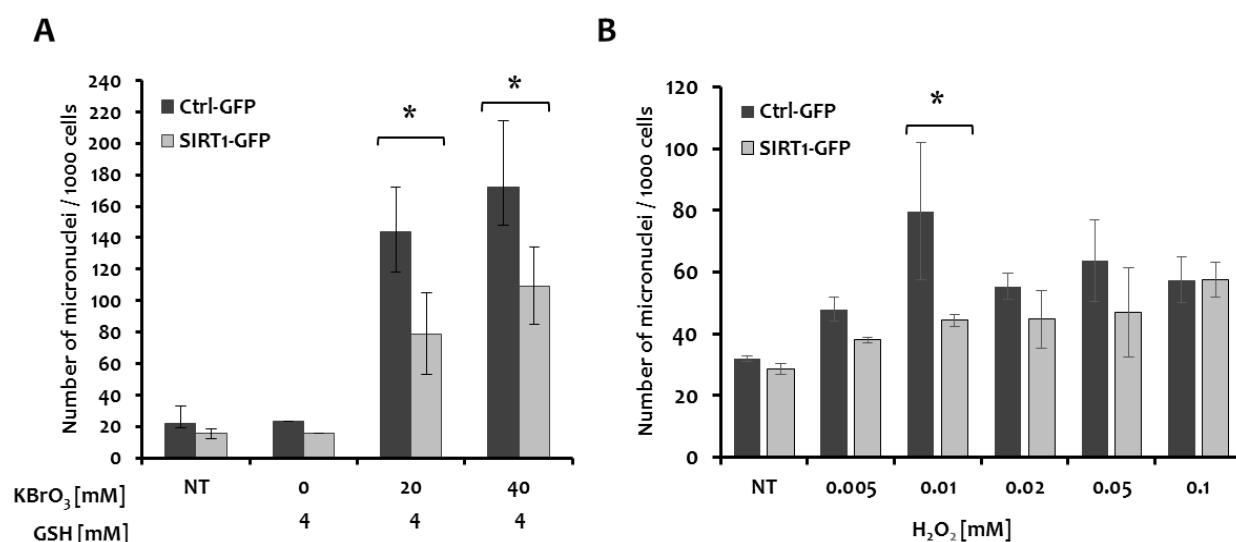 A
Number of micronuclei / 1000 cells
240
220
200
180
160
140
120
100
80
60
40
20
0
Ctrl-GFP
SIRT1-GFP
*
*
NT 0 20 40
KBrO₃ [mM]
4 4 4
GSH [mM]
B
Number of micronuclei / 1000 cells
120
100
80
60
40
20
0
Ctrl-GFP
SIRT1-GFP
*
NT 0.005 0.01 0.02 0.05 0.1
H₂O₂ [mM]